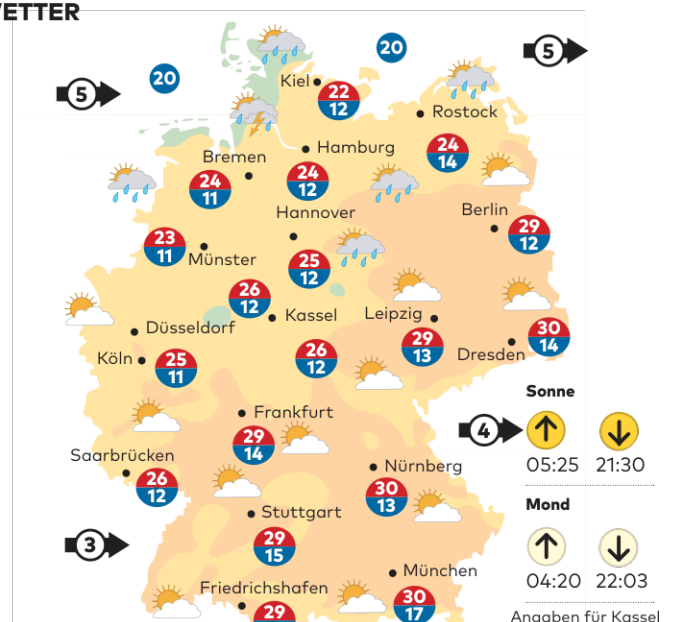 WETTER
20
5
5
20
Kiel
22
12
Rostock
Hamburg
24
14
Bremen
24
12
24
11
Hannover
Berlin
29
12
23
11
Münster
25
12
26
12
Kassel
Leipzig
Düsseldorf
29
13
30
14
Dresden
Köln
25
11
26
12
Sonne
Frankfurt
29
14
4
05:25 21:30
Saarbrücken
26
12
Nürnberg
30
13
Mond
Stuttgart
29
15
3
04:20 22:03
München
30
17
Friedrichshafen
29
Angaben für Kassel